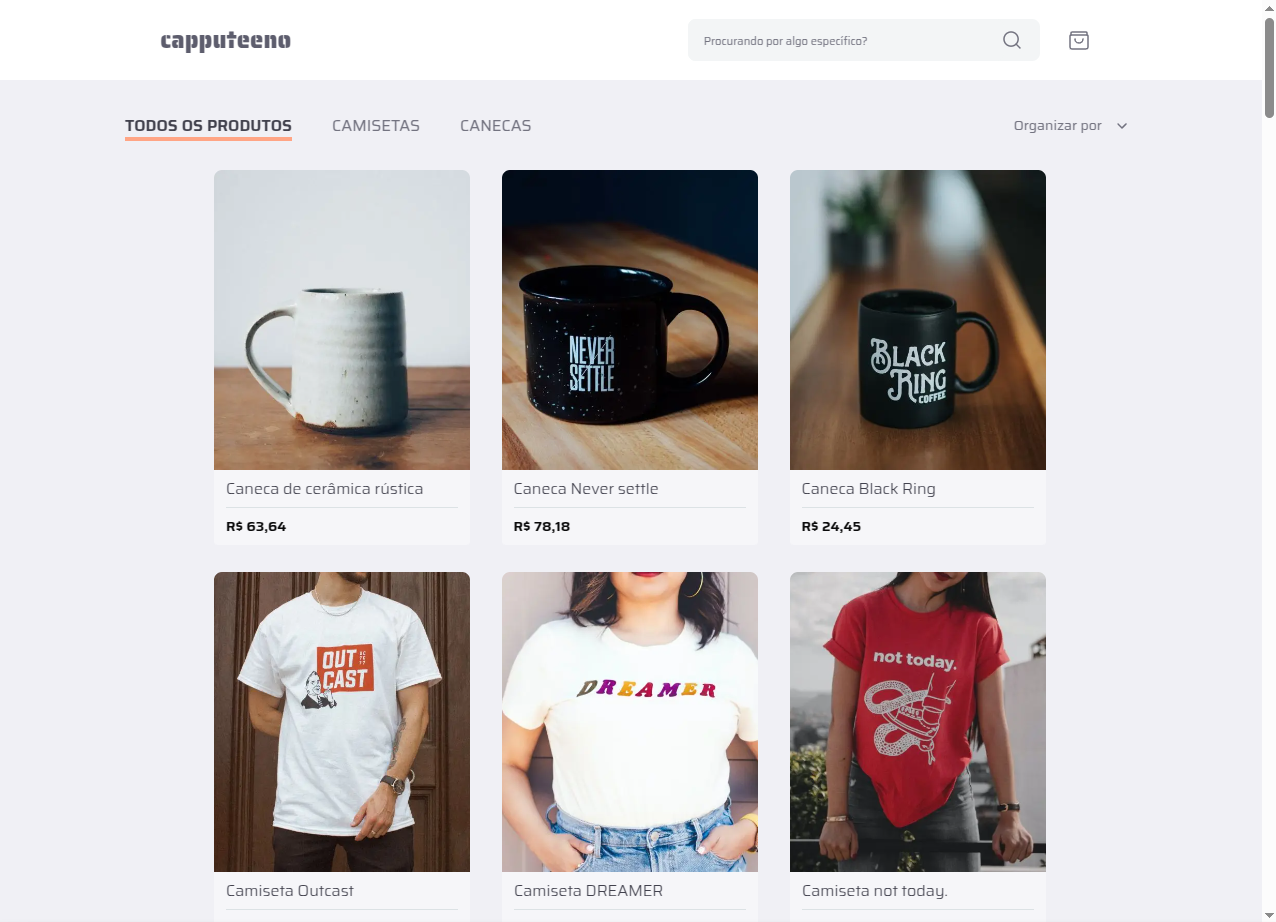 capputeeno
Procurando por algo específico?
TODOS OS PRODUTOS
CAMISETAS
CANECAS
Organizar por
NEVER
SETTLE
BLACK
RING
COFFEE
Caneca de cerâmica rústica
Caneca Never settle
Caneca Black Ring
R$ 63,64
R$ 78,18
R$ 24,45
OUT
CAST
DREAMER
not today.
Camiseta Outcast
Camiseta DREAMER
Camiseta not today.